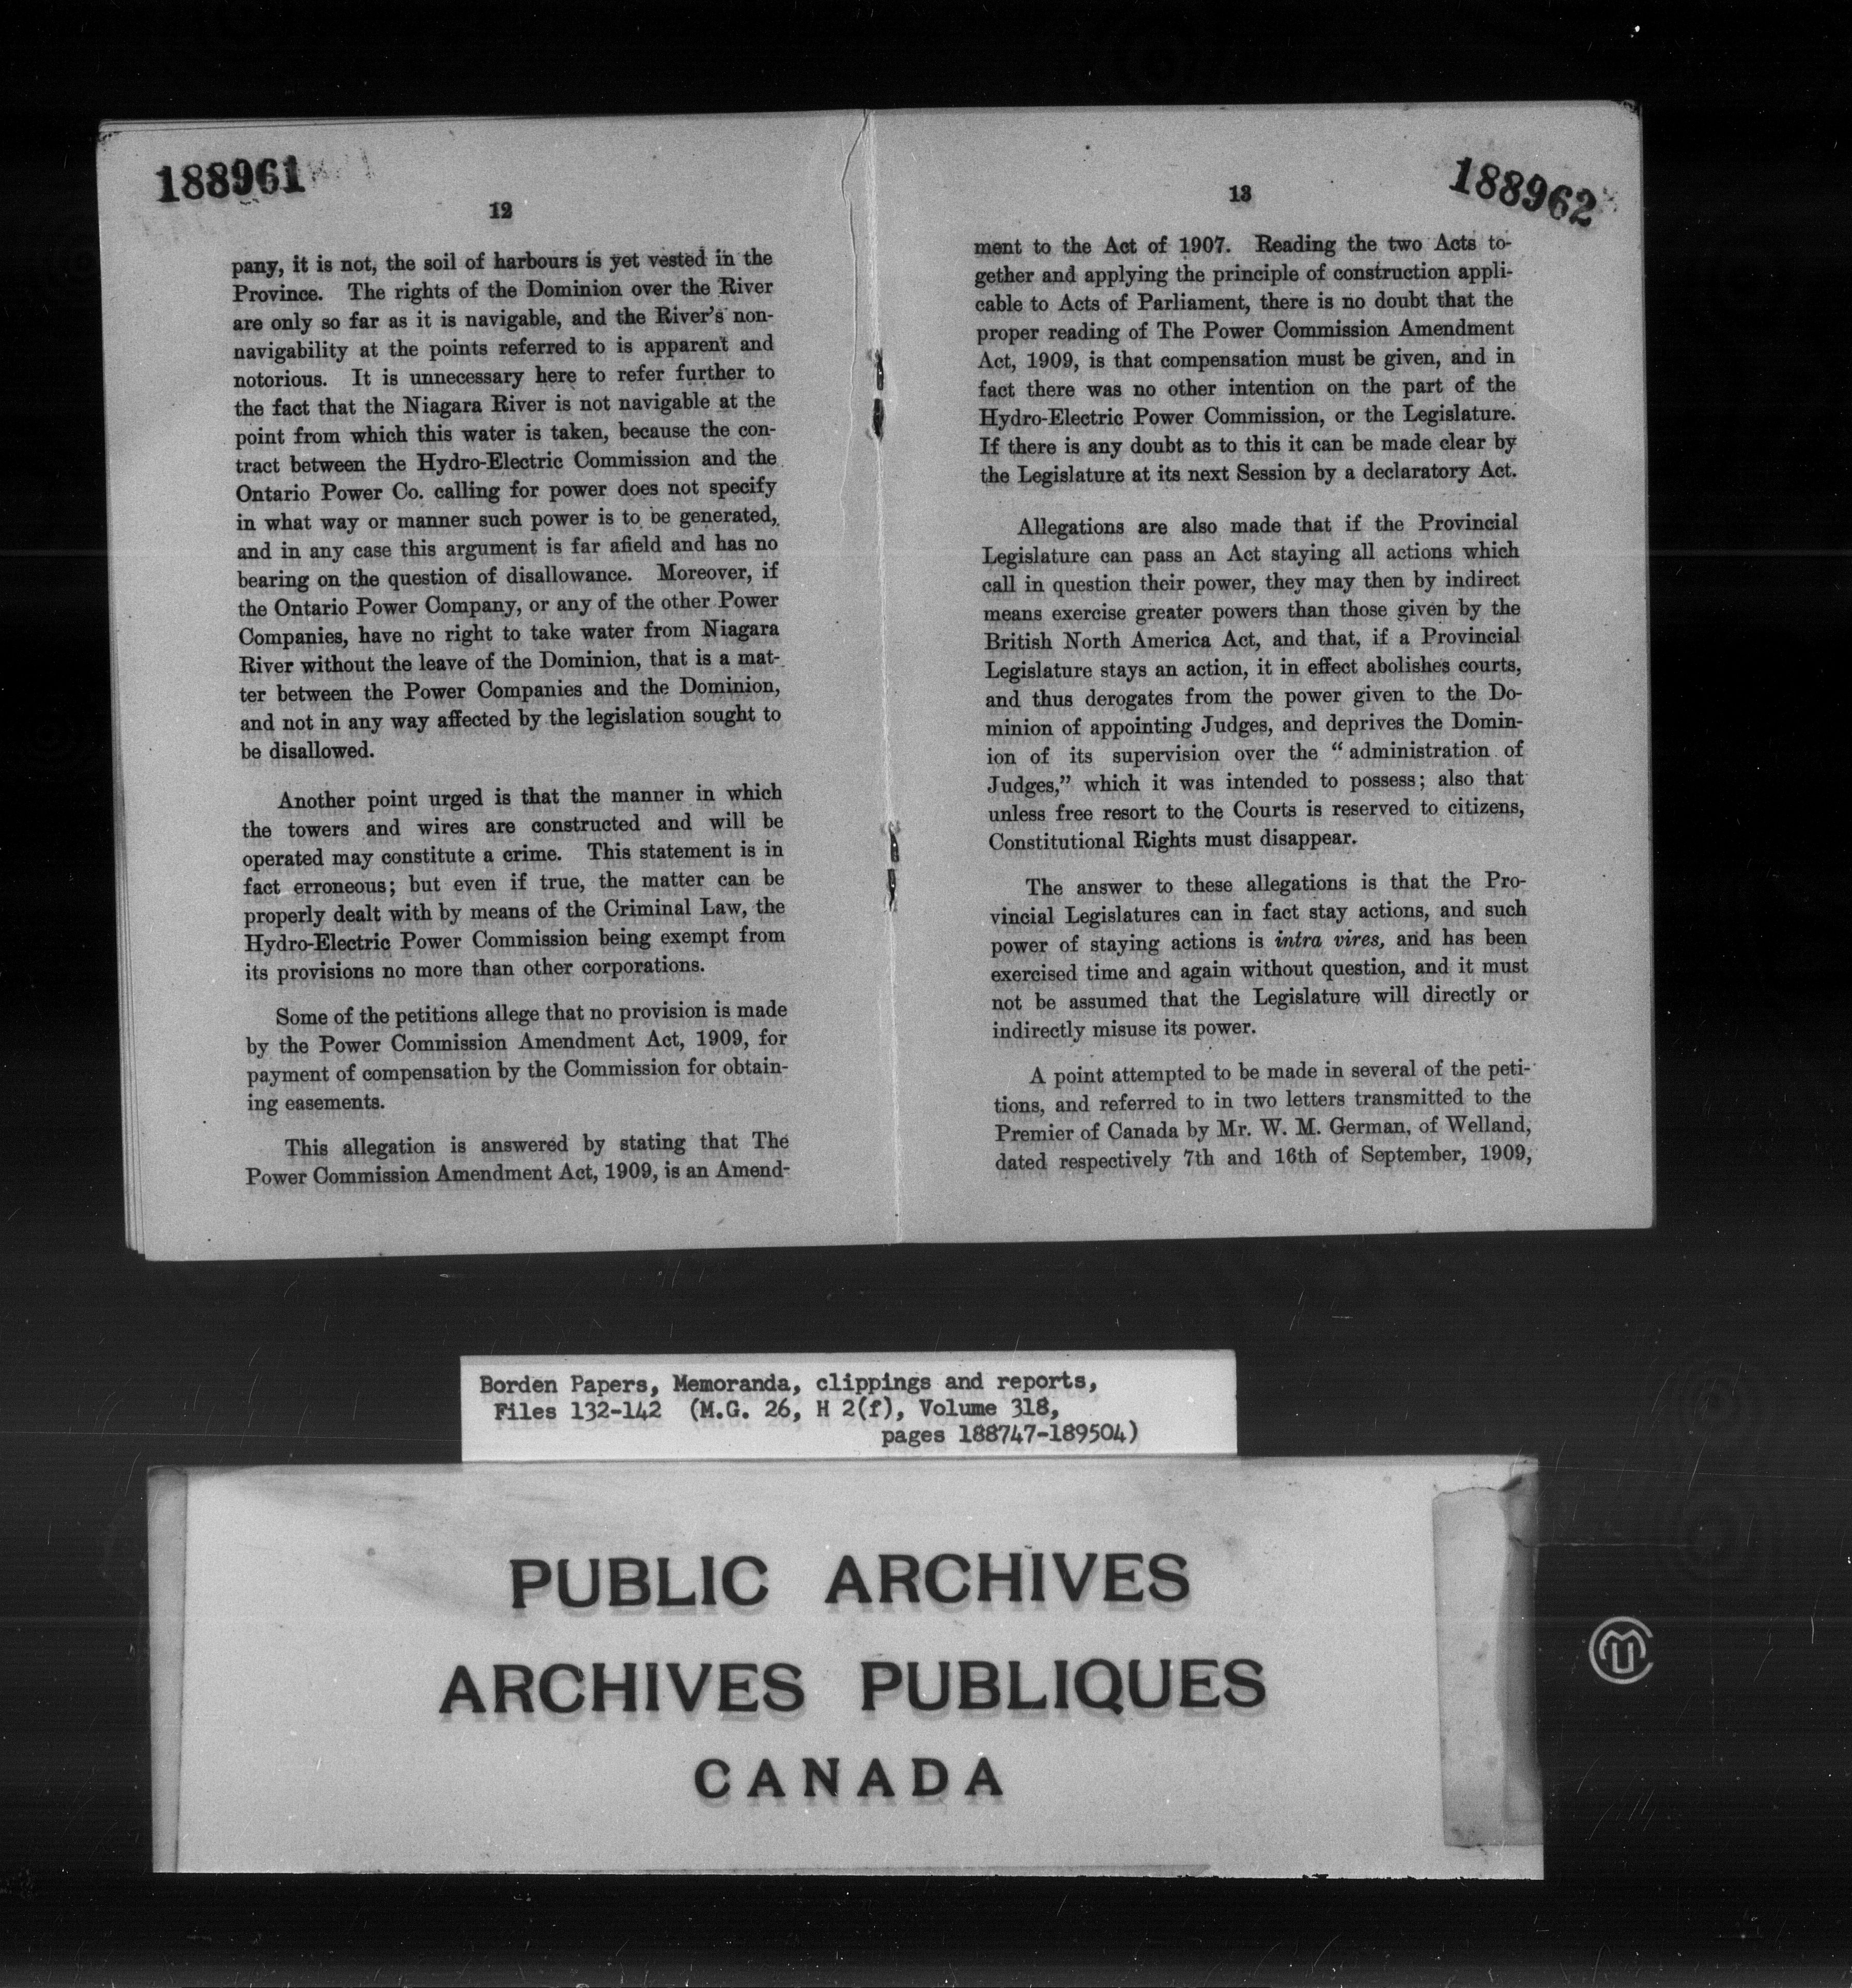 188961
12
pany, it is not, the soil of harbours is yet vested in the
Province. The rights of the Dominion over the River
are only so far as it is navigable, and the River's non-
navigability at the points referred to is apparent and
notorious. It is unnecessary here to refer further to
the fact that the Niagara River is not navigable at the
point from which this water is taken, because the con-
tract between the Hydro-Electric Commission and the
Ontario Power Co. calling for power does not specify
in what way or manner such power is to be generated,
and in any case this argument is far afield and has no
bearing on the question of disallowance. Moreover, if
the Ontario Power Company, or any of the other Power
Companies, have no right to take water from Niagara
River without the leave of the Dominion, that is a mat-
ter between the Power Companies and the Dominion,
and not in any way affected by the legislation sought to
be disallowed.
Another point urged is that the manner in which
the towers and wires are constructed and will be
operated may constitute a crime. This statement is in
fact erroneous; but even if true, the matter can be
properly dealt with by means of the Criminal Law, the
Hydro-Electric Power Commission being exempt from
its provisions no more than other corporations.
Some of the petitions allege that no provision is made
by the Power Commission Amendment Act, 1909, for
payment of compensation by the Commission for obtain-
ing easements.
This allegation is answered by stating that The
Power Commission Amendment Act, 1909, is an Amend-
188962
13
ment to the Act of 1907. Reading the two Acts to-
gether and applying the principle of construction appli-
cable to Acts of Parliament, there is no doubt that the
proper reading of The Power Commission Amendment
Act, 1909, is that compensation must be given, and in
fact there was no other intention on the part of the
Hydro-Electric Power Commission, or the Legislature.
If there is any doubt as to this it can be made clear by
the Legislature at its next Session by a declaratory Act.
Allegations are also made that if the Provincial
Legislature can pass an Act staying all actions which
call in question their power, they may then by indirect
means exercise greater powers than those given by the
British North America Act, and that, if a Provincial
Legislature stays an action, it in effect abolishes courts,
and thus derogates from the power given to the Do-
minion of appointing Judges, and deprives the Domin-
ion of its supervision over the "administration of
Judges," which it was intended to possess; also that
unless free resort to the Courts is reserved to citizens,
Constitutional Rights must disappear.
The answer to these allegations is that the Pro-
vincial Legislatures can in fact stay actions, and such
power of staying actions is intra vires, and has been
exercised time and again without question, and it must
not be assumed that the Legislature will directly or
indirectly misuse its power.
A point attempted to be made in several of the peti-
tions, and referred to in two letters transmitted to the
Premier of Canada by Mr. W. M. German, of Welland,
dated respectively 7th and 16th of September, 1909,
Borden Papers, Memoranda, clippings and reports,
Files 132-142 (M.G. 26, H 2(f), Volume 318,
pages 188747-189504)
PUBLIC ARCHIVES
ARCHIVES PUBLIQUES
CANADA